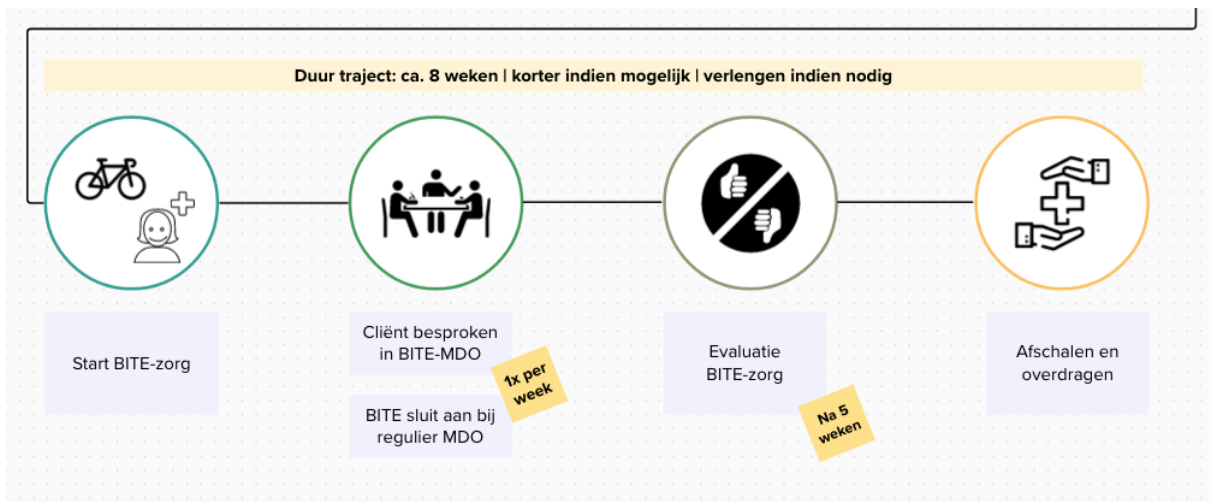 Duur traject: ca. 8 weken | korter indien mogelijk | verlengen indien nodig
Start BITE-zorg
Cliënt besproken
in BITE-MDO
1x per
week
BITE sluit aan bij
regulier MDO
Evaluatie
BITE-zorg
Na 5
weken
Afschalen en
overdragen